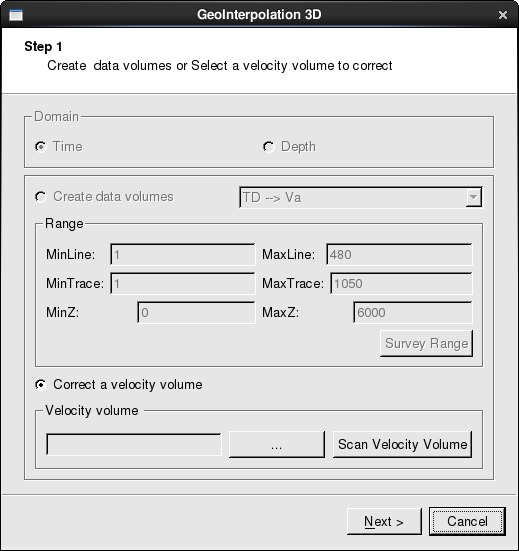 GeoInterpolation 3D
Step 1
Create  data volumes or Select a velocity volume to correct
Domain
Time Depth
Create data volumes TD --> Va
Range
MinLine: 1 MaxLine: 480
MinTrace: 1 MaxTrace: 1050
MinZ: 0 MaxZ: 6000
Survey Range
Correct a velocity volume
Velocity volume
... Scan Velocity Volume
Next > Cancel